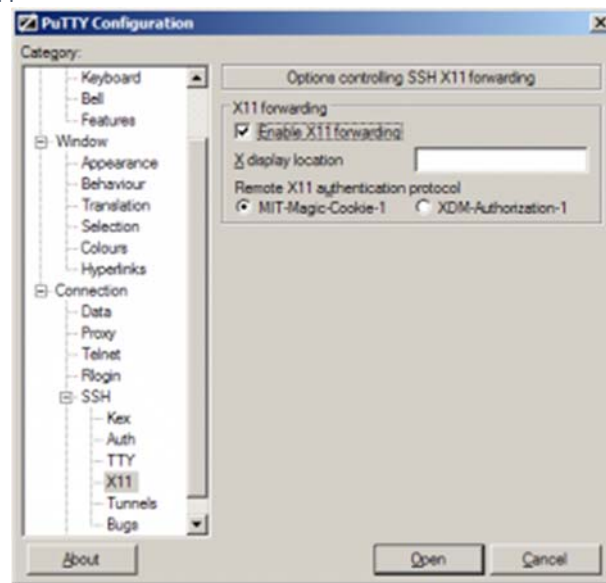 PuTTY Configuration
Category:
Keyboard
Bell
Features
Window
Appearance
Behaviour
Translation
Selection
Colours
Hyperlinks
Connection
Data
Proxy
Telnet
Rlogin
SSH
Kex
Auth
TTY
X11
Tunnels
Bugs
Options controlling SSH X11 forwarding
X11 forwarding
Enable X11 forwarding
X display location
Remote X11 authentication protocol
MIT-Magic-Cookie-1 XDM-Authorization-1
About Open Cancel